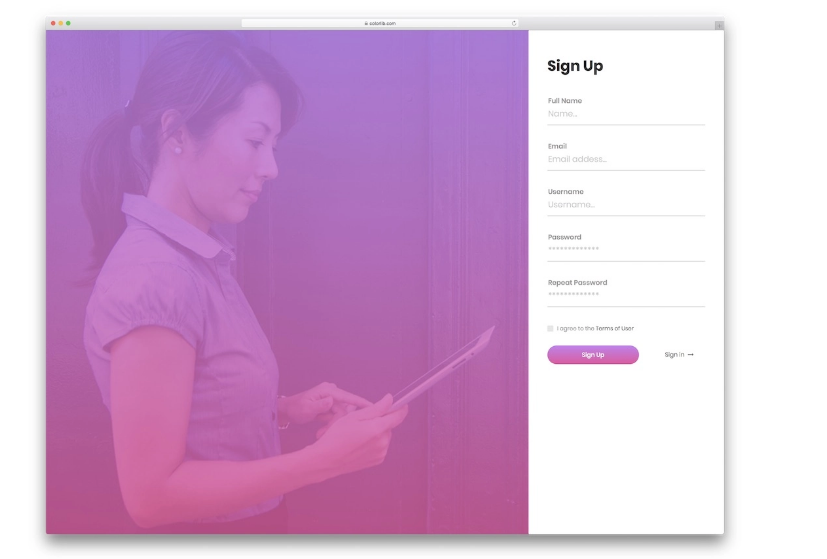 colorlib.com
Sign Up
Full Name
Name...
Email
Email addess...
Username
Username...
Password
*************
Repeat Password
*************
I agree to the Terms of User
Sign Up
Sign In →